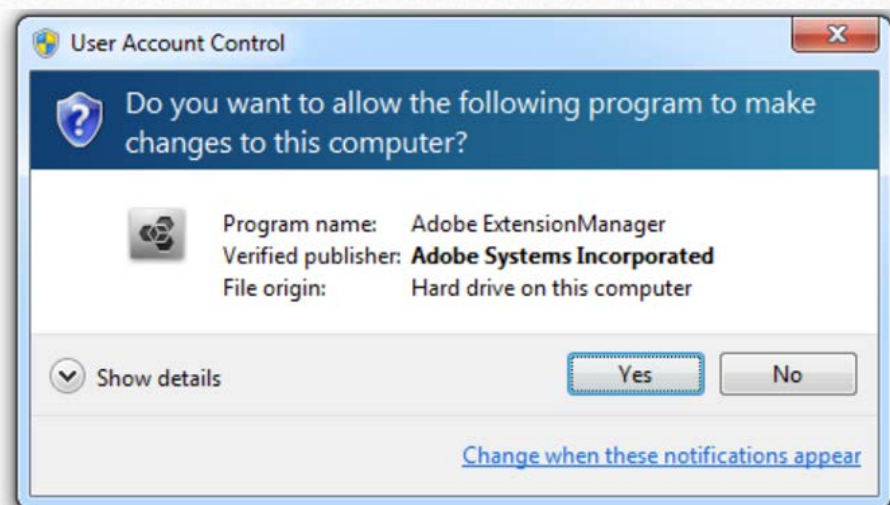 User Account Control
Do you want to allow the following program to make
changes to this computer?
Program name: Adobe ExtensionManager
Verified publisher: Adobe Systems Incorporated
File origin: Hard drive on this computer
Show details
Yes No
Change when these notifications appear